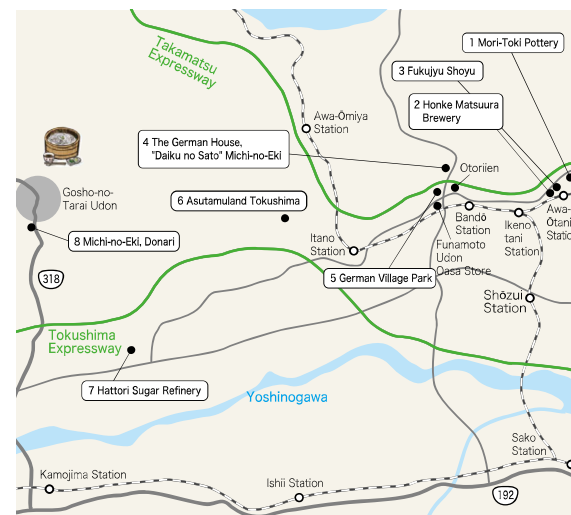 1 Mori-Toki Pottery
Takamatsu
Expressway
3 Fukujyu Shoyu
2 Honke Matsuura
Brewery
Awa-Ōmiya
Station
4 The German House,
"Daiku no Sato" Michi-no-Eki
Otoriien
Gosho-no-
Tarai Udon
6 Asutamuland Tokushima
Awa-
Ōtani
Station
Bandō
Station
Ikeno
tani
Station
8 Michi-no-Eki, Donari
Itano
Station
Funamoto
Udon
Oasa Store
318
5 German Village Park
Shōzui
Station
Tokushima
Expressway
7 Hattori Sugar Refinery
Yoshinogawa
Sako
Station
Kamojima Station
Ishii Station
192